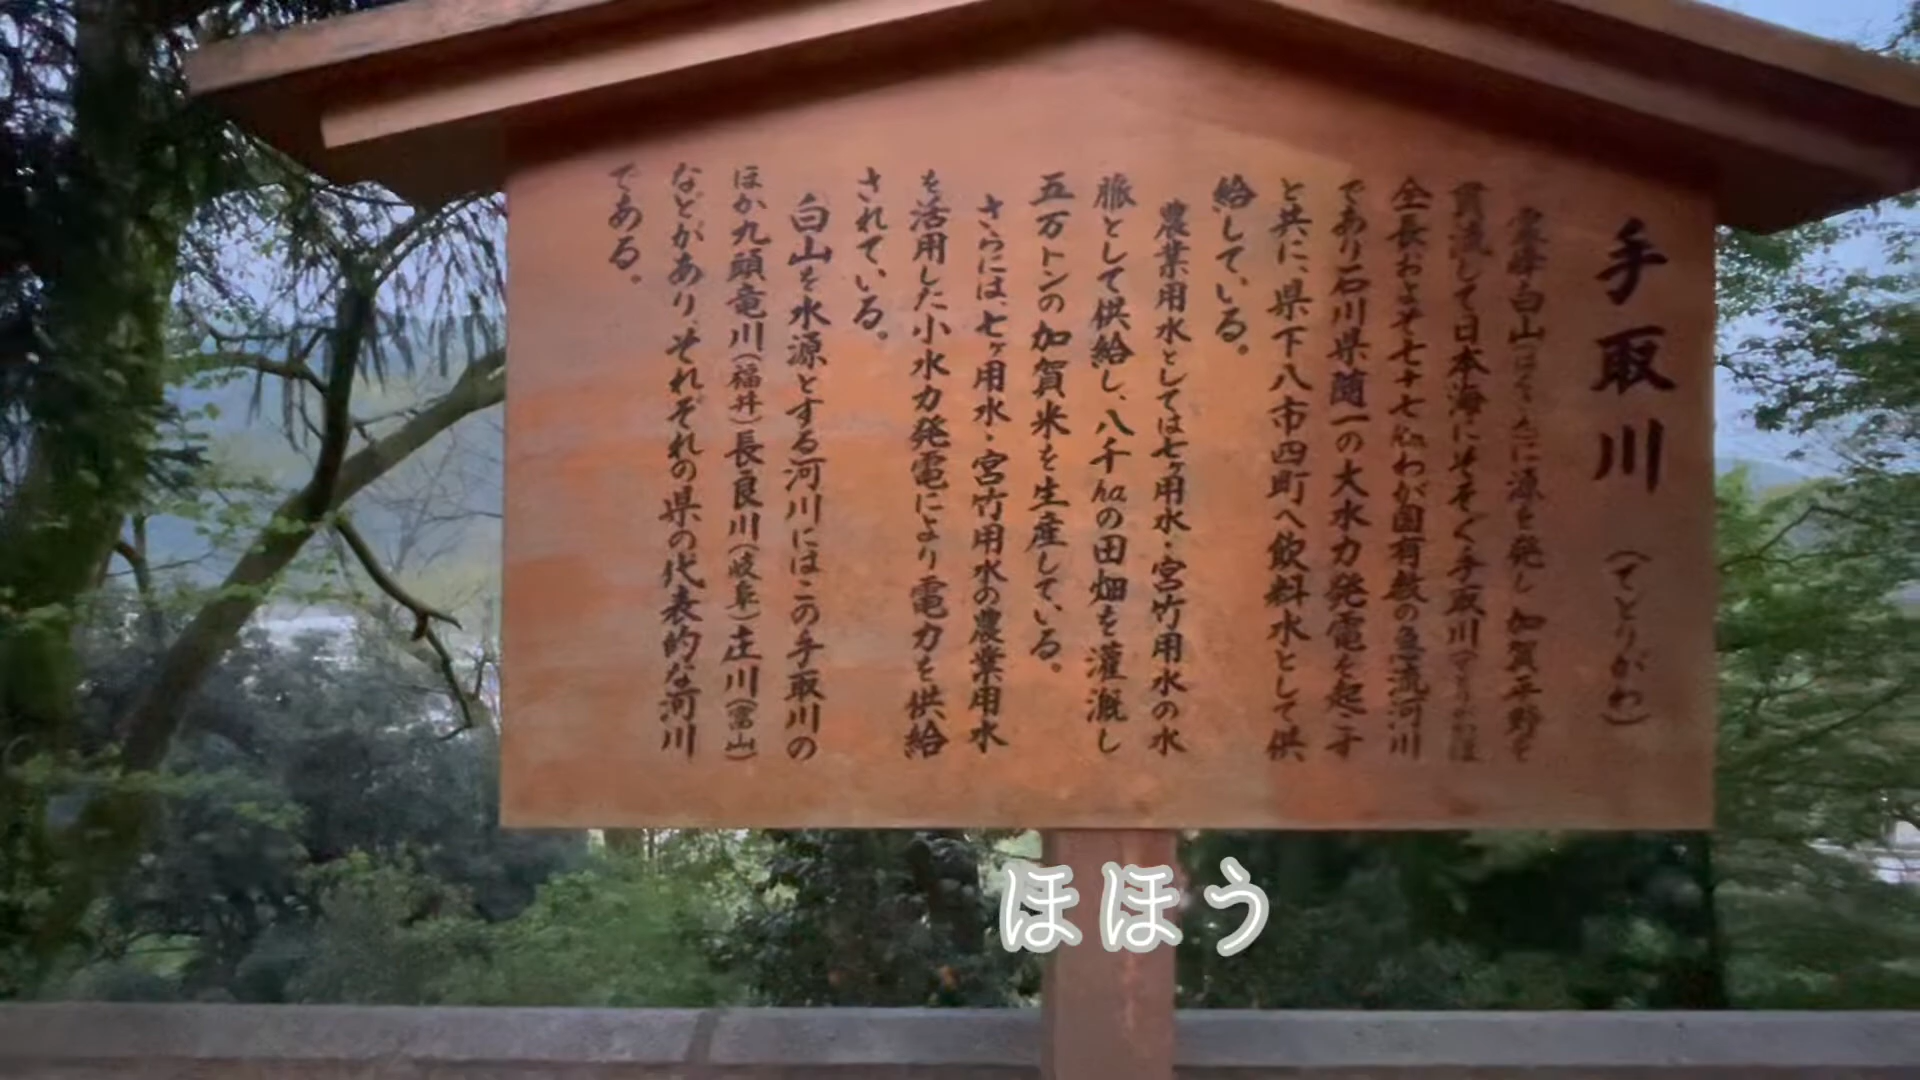 手取川 (てとりがわ)
霊峰白山に源を発し加賀平野を
貫流して日本海にそそぐ手取川は
全長およそ七十七kmわが国有数の急流河川
であり石川県随一の大水力発電を起こす
と共に、県下八市四町へ飲料水として供
給している。
農業用水としては七ヶ用水・宮竹用水の水
脈として供給し、八千haの田畑を灌漑し
五万トンの加賀米を生産している。
さらには、七ヶ用水・宮竹用水の農業用水
を活用した小水力発電により電力を供給
されている。
白山を水源とする河川にはこの手取川の
ほか九頭竜川(福井)長良川(岐阜)庄川(富山)
などがあり、それぞれの県の代表的な河川
である。
ほほう